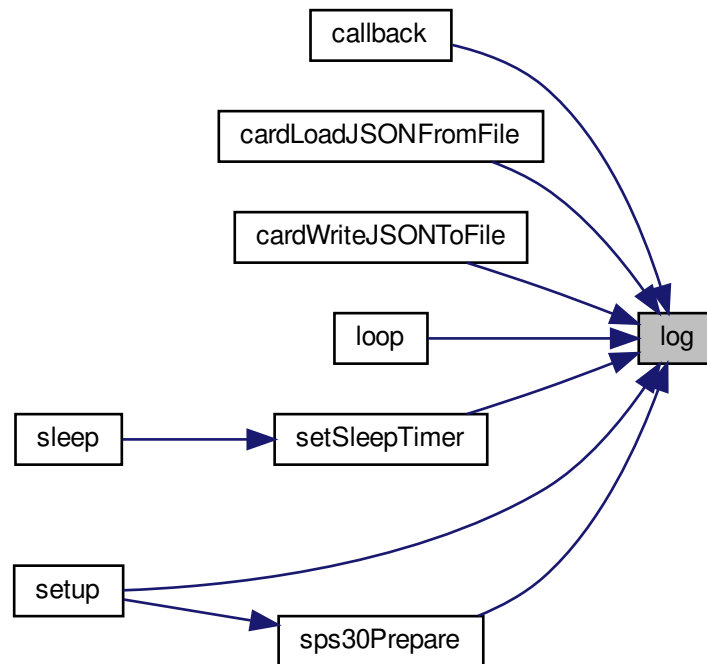 callback
cardLoadJSONFromFile
cardWriteJSONToFile
loop
log
sleep
setSleepTimer
setup
sps30Prepare